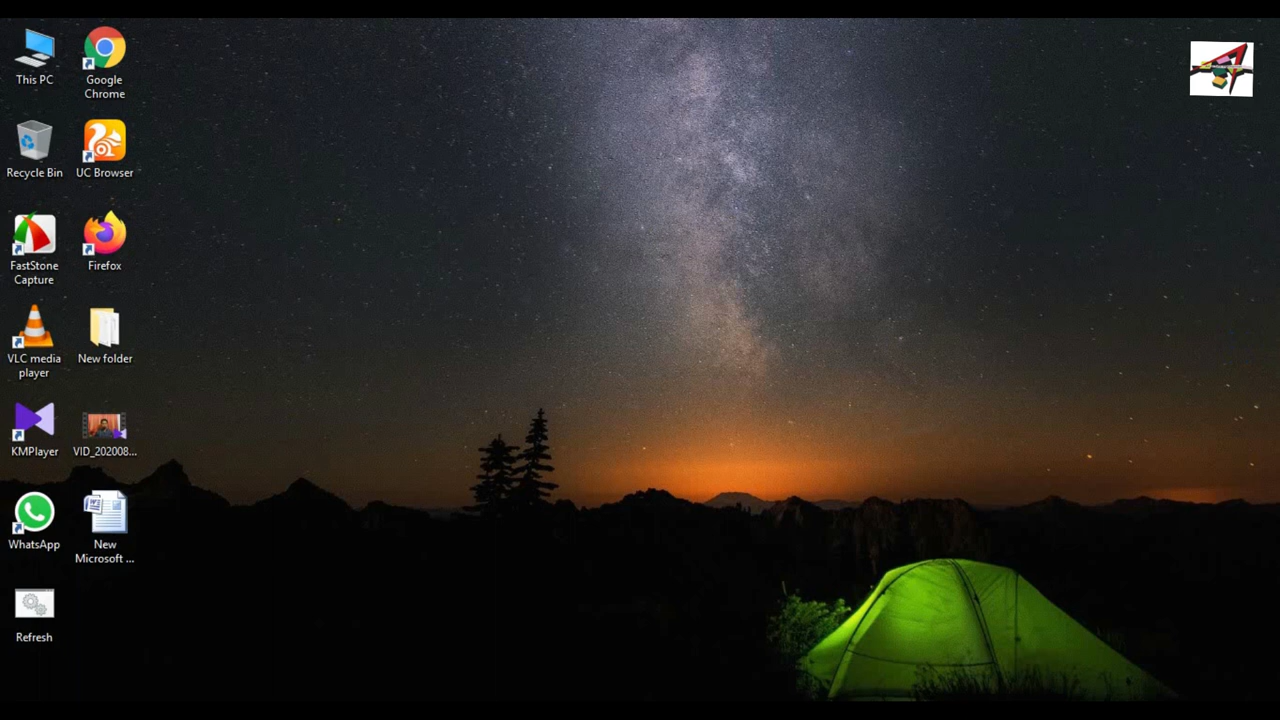 This PC
Google
Chrome
Recycle Bin
UC Browser
FastStone
Capture
Firefox
VLC media
player
New folder
KMPlayer
VID_202008...
WhatsApp
New
Microsoft ...
Refresh